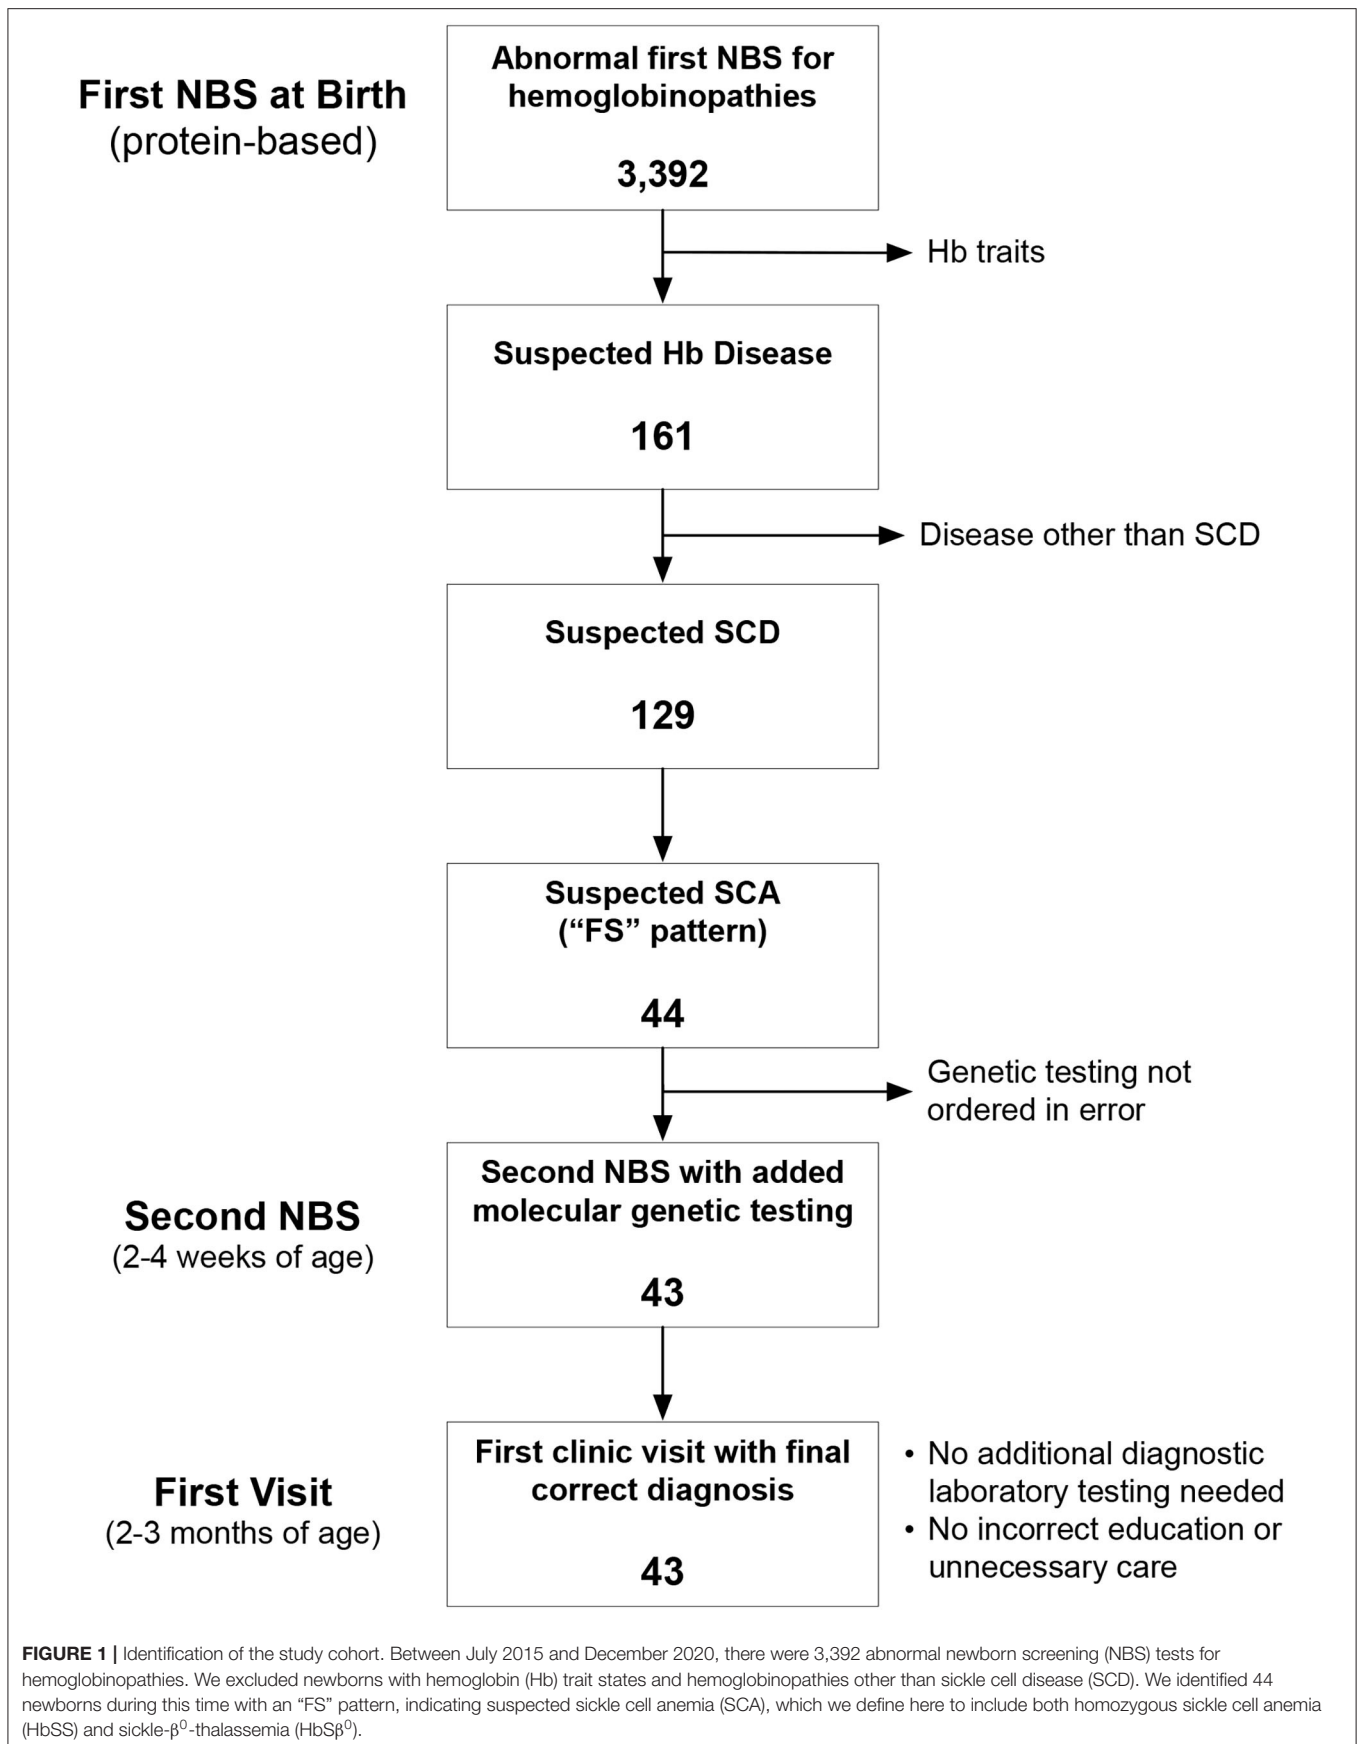 First NBS at Birth
(protein-based)
Abnormal first NBS for
hemoglobinopathies
3,392
Hb traits
Suspected Hb Disease
161
Disease other than SCD
Suspected SCD
129
Suspected SCA
(“FS” pattern)
44
Genetic testing not
ordered in error
Second NBS
(2-4 weeks of age)
Second NBS with added
molecular genetic testing
43
First Visit
(2-3 months of age)
First clinic visit with final
correct diagnosis
43
• No additional diagnostic
laboratory testing needed
• No incorrect education or
unnecessary care
FIGURE 1 | Identification of the study cohort. Between July 2015 and December 2020, there were 3,392 abnormal newborn screening (NBS) tests for
hemoglobinopathies. We excluded newborns with hemoglobin (Hb) trait states and hemoglobinopathies other than sickle cell disease (SCD). We identified 44
newborns during this time with an “FS” pattern, indicating suspected sickle cell anemia (SCA), which we define here to include both homozygous sickle cell anemia
(HbSS) and sickle-β⁰-thalassemia (HbSβ⁰).